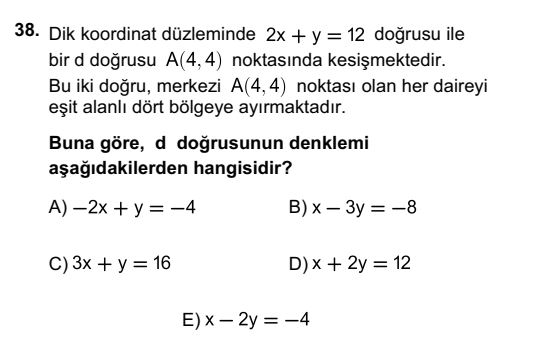 38. Dik koordinat düzleminde 2x + y = 12 doğrusu ile
bir d doğrusu A(4, 4) noktasında kesişmektedir.
Bu iki doğru, merkezi A(4, 4) noktası olan her daireyi
eşit alanlı dört bölgeye ayırmaktadır.
Buna göre, d doğrusunun denklemi
aşağıdakilerden hangisidir?
A) −2x + y = −4 B) x − 3y = −8
C) 3x + y = 16 D) x + 2y = 12
E) x − 2y = −4